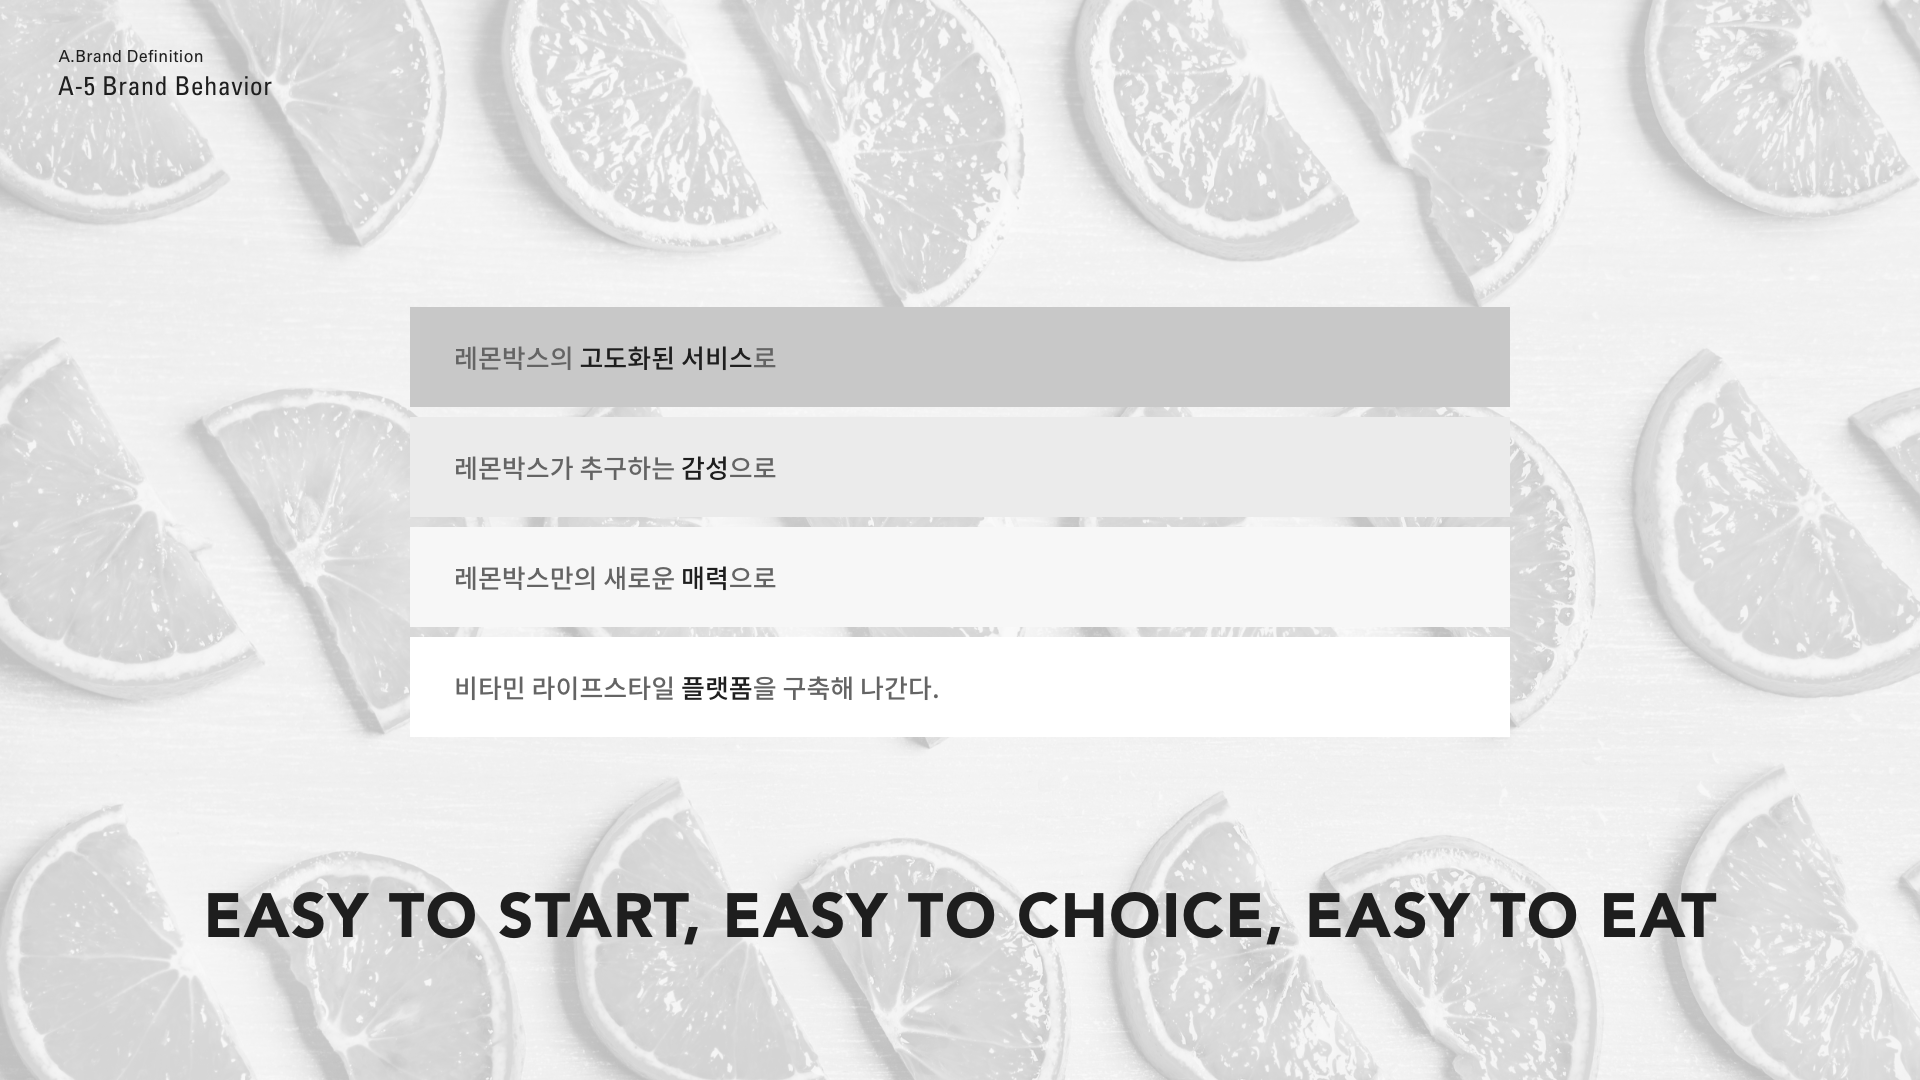 A.Brand Definition
A-5 Brand Behavior
레몬박스의 고도화된 서비스로
레몬박스가 추구하는 감성으로
레몬박스만의 새로운 매력으로
비타민 라이프스타일 플랫폼을 구축해 나간다.
EASY TO START, EASY TO CHOICE, EASY TO EAT